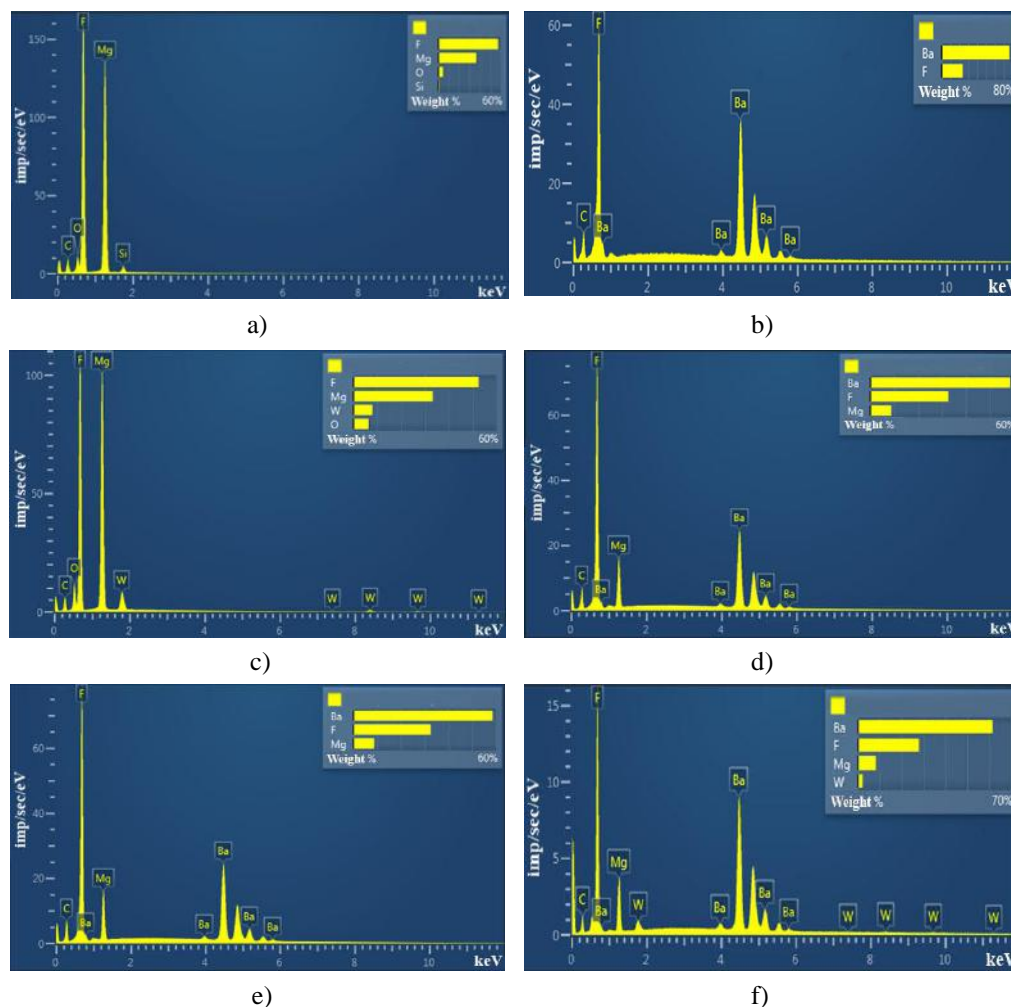 imp/sec/eV
150
100
50
0
F
Mg
O
C
Si
F
Mg
O
Si
Weight % 60%
0 2 4 6 8 10
keV
a)
imp/sec/eV
60
40
20
0
F
C
Ba
Ba
Ba
Ba
Ba
Ba
F
Weight % 80%
0 2 4 6 8 10
keV
b)
imp/sec/eV
100
50
0
F
Mg
O
C
W
W W W W
F
Mg
W
O
Weight % 60%
0 2 4 6 8 10
keV
c)
imp/sec/eV
60
40
20
0
F
C
Ba
Mg
Ba
Ba
Ba
Ba
Ba
F
Mg
Weight % 60%
0 2 4 6 8 10
keV
d)
imp/sec/eV
60
40
20
0
F
C
Ba
Mg
Ba
Ba
Ba
Ba
Ba
F
Mg
Weight % 60%
0 2 4 6 8 10
keV
e)
imp/sec/eV
15
10
5
0
F
C
Ba
Mg
W
Ba
Ba
Ba
Ba
W W W W
Ba
F
Mg
W
Weight % 70%
0 2 4 6 8 10
keV
f)